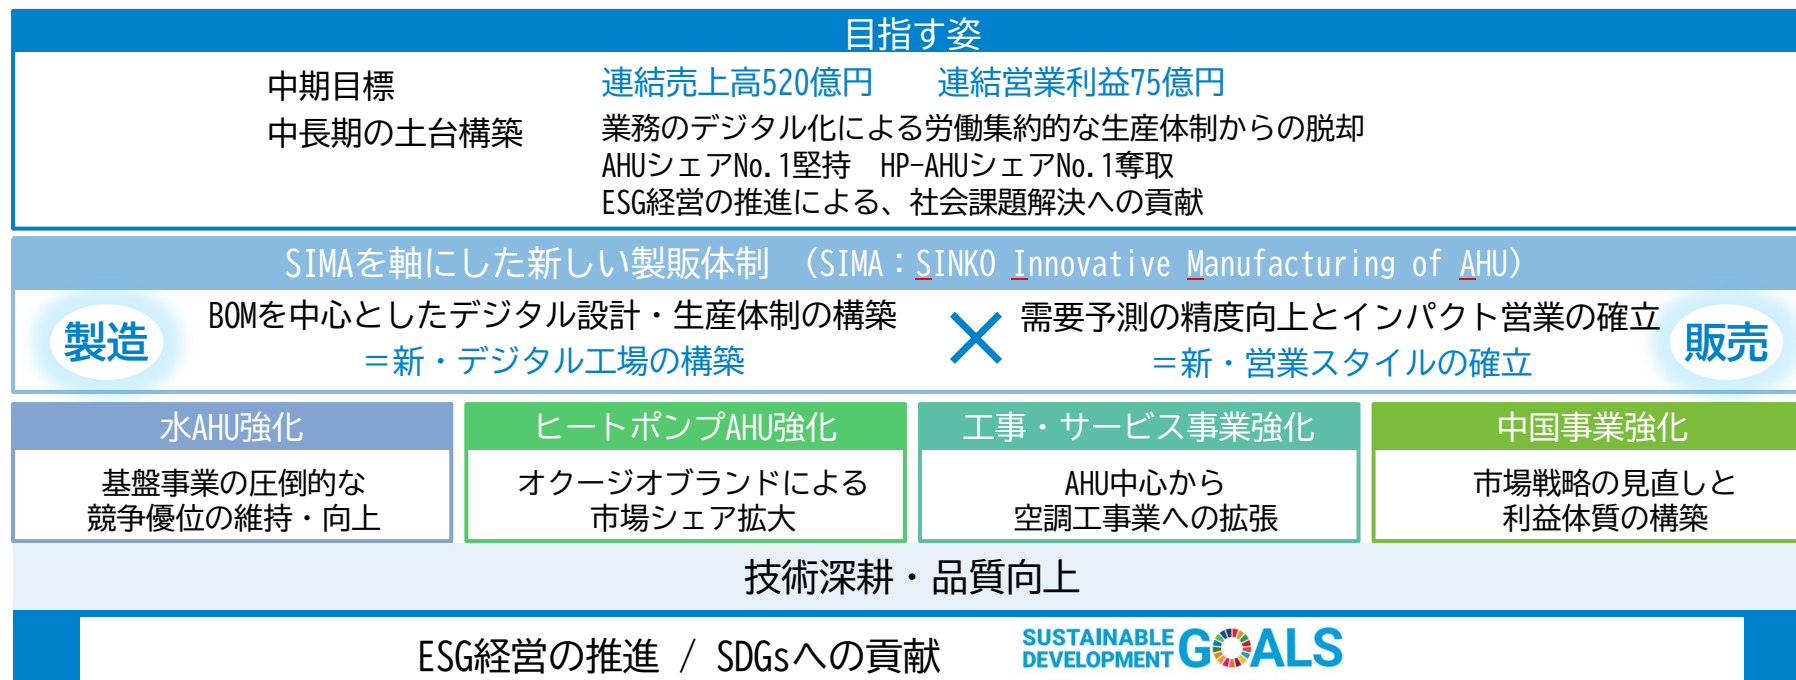 目指す姿
中期目標 連結売上高520億円 連結営業利益75億円
中長期の土台構築 業務のデジタル化による労働集約的な生産体制からの脱却
AHUシェアNo.1堅持 HP-AHUシェアNo.1奪取
ESG経営の推進による、社会課題解決への貢献
SIMAを軸にした新しい製販体制 （SIMA：SINKO Innovative Manufacturing of AHU）
製造
BOMを中心としたデジタル設計・生産体制の構築
＝新・デジタル工場の構築
×
需要予測の精度向上とインパクト営業の確立
＝新・営業スタイルの確立
販売
水AHU強化
基盤事業の圧倒的な
競争優位の維持・向上
ヒートポンプAHU強化
オクージオブランドによる
市場シェア拡大
工事・サービス事業強化
AHU中心から
空調工事業への拡張
中国事業強化
市場戦略の見直しと
利益体質の構築
技術深耕・品質向上
ESG経営の推進 / SDGsへの貢献
SUSTAINABLE
DEVELOPMENT GOALS